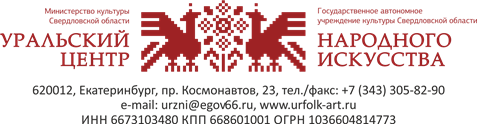 Министерство культуры
Свердловской области
УРАЛЬСКИЙ
ЦЕНТР
Государственное автономное
учреждение культуры Свердловской области
НАРОДНОГО
ИСКУССТВА
620012, Екатеринбург, пр. Космонавтов, 23, тел./факс: +7 (343) 305-82-90
e-mail: urzni@egov66.ru, www.urfolk-art.ru
ИНН 6673103480 КПП 668601001 ОГРН 1036604814773